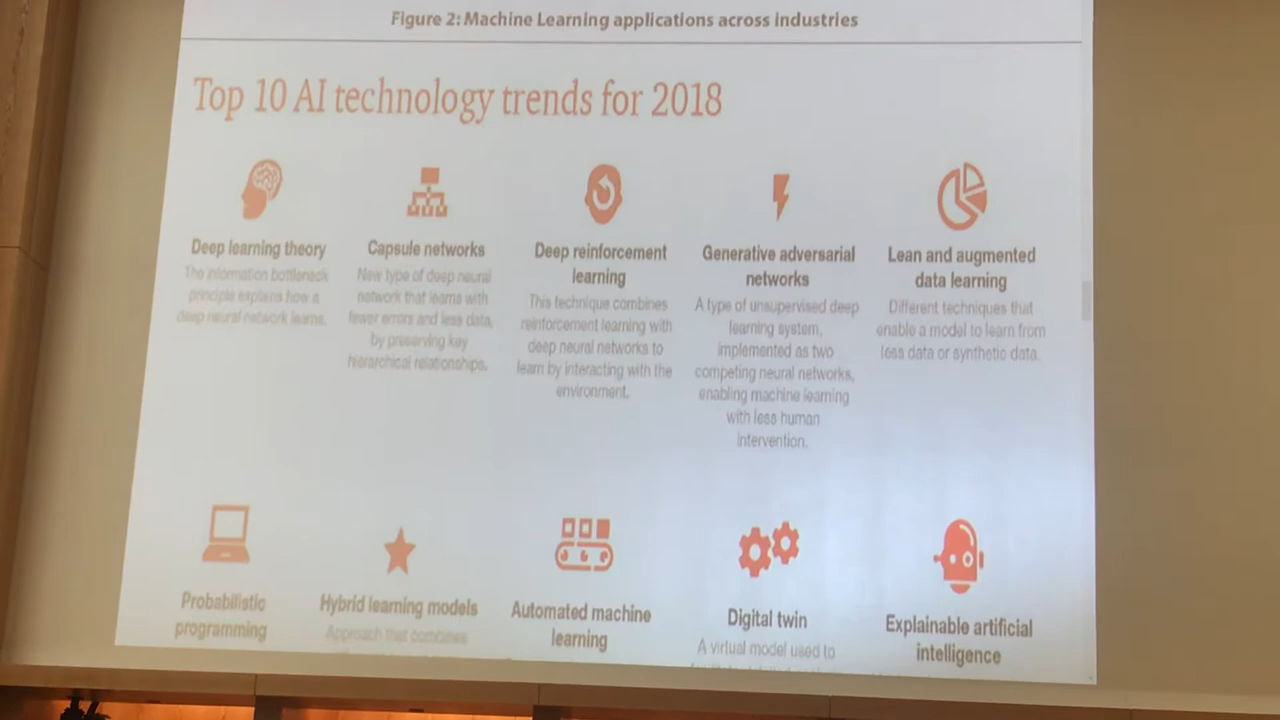 Figure 2: Machine Learning applications across industries
Top 10 AI technology trends for 2018
Deep learning theory
The information bottleneck
principle explains how a
deep neural network learns.
Capsule networks
New type of deep neural
network that learns with
fewer errors and less data,
by preserving key
hierarchical relationships.
Deep reinforcement
learning
This technique combines
reinforcement learning with
deep neural networks to
learn by interacting with the
environment.
Generative adversarial
networks
A type of unsupervised deep
learning system,
implemented as two
competing neural networks,
enabling machine learning
with less human
intervention.
Lean and augmented
data learning
Different techniques that
enable a model to learn from
less data or synthetic data.
Probabilistic
programming
Hybrid learning models
Approach that combines
Automated machine
learning
Digital twin
A virtual model used to
Explainable artificial
intelligence